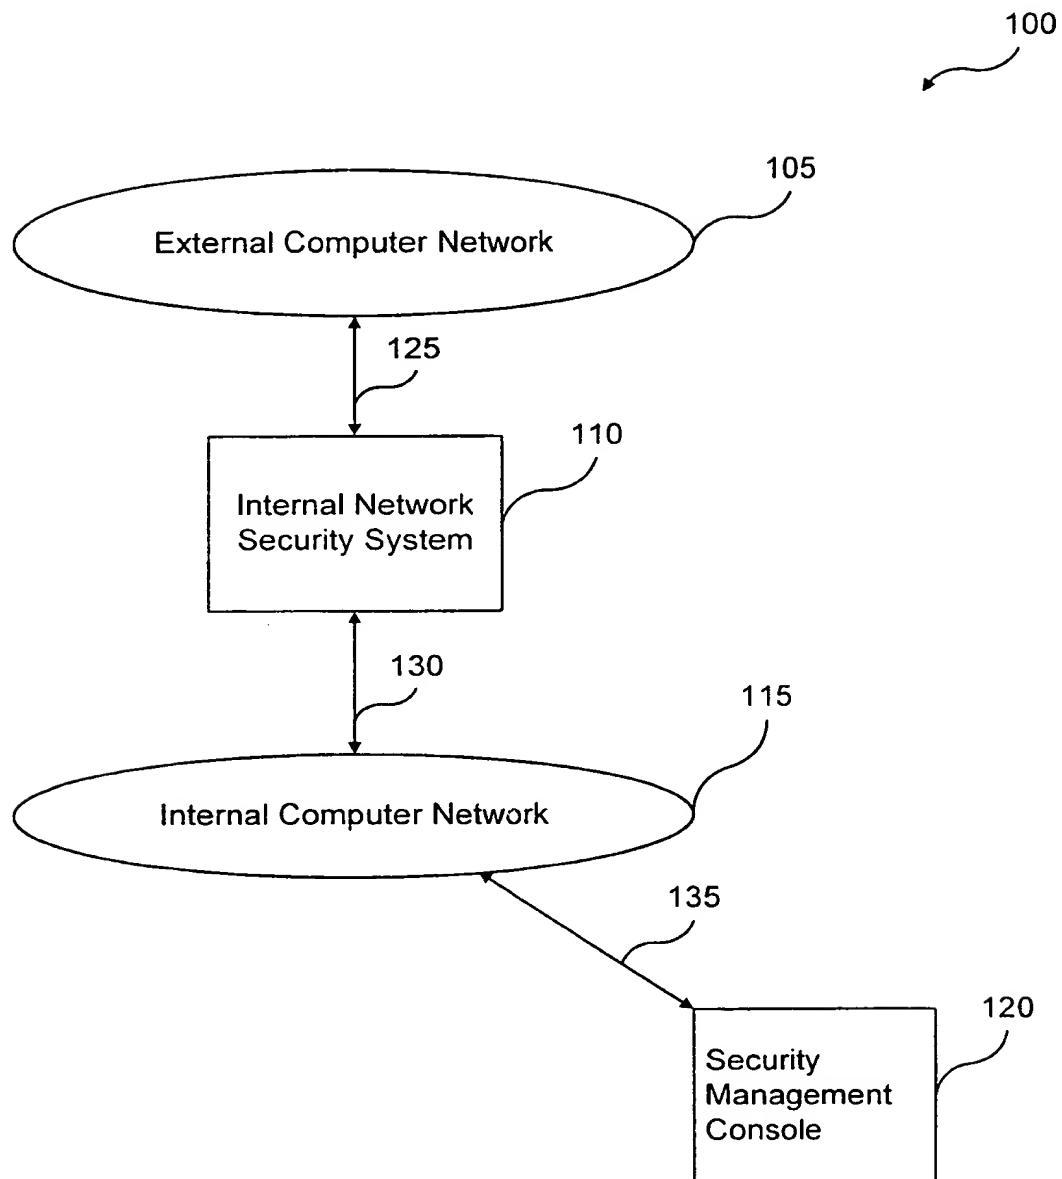 100
105
External Computer Network
125
110
Internal Network
Security System
130
115
Internal Computer Network
135
120
Security
Management
Console